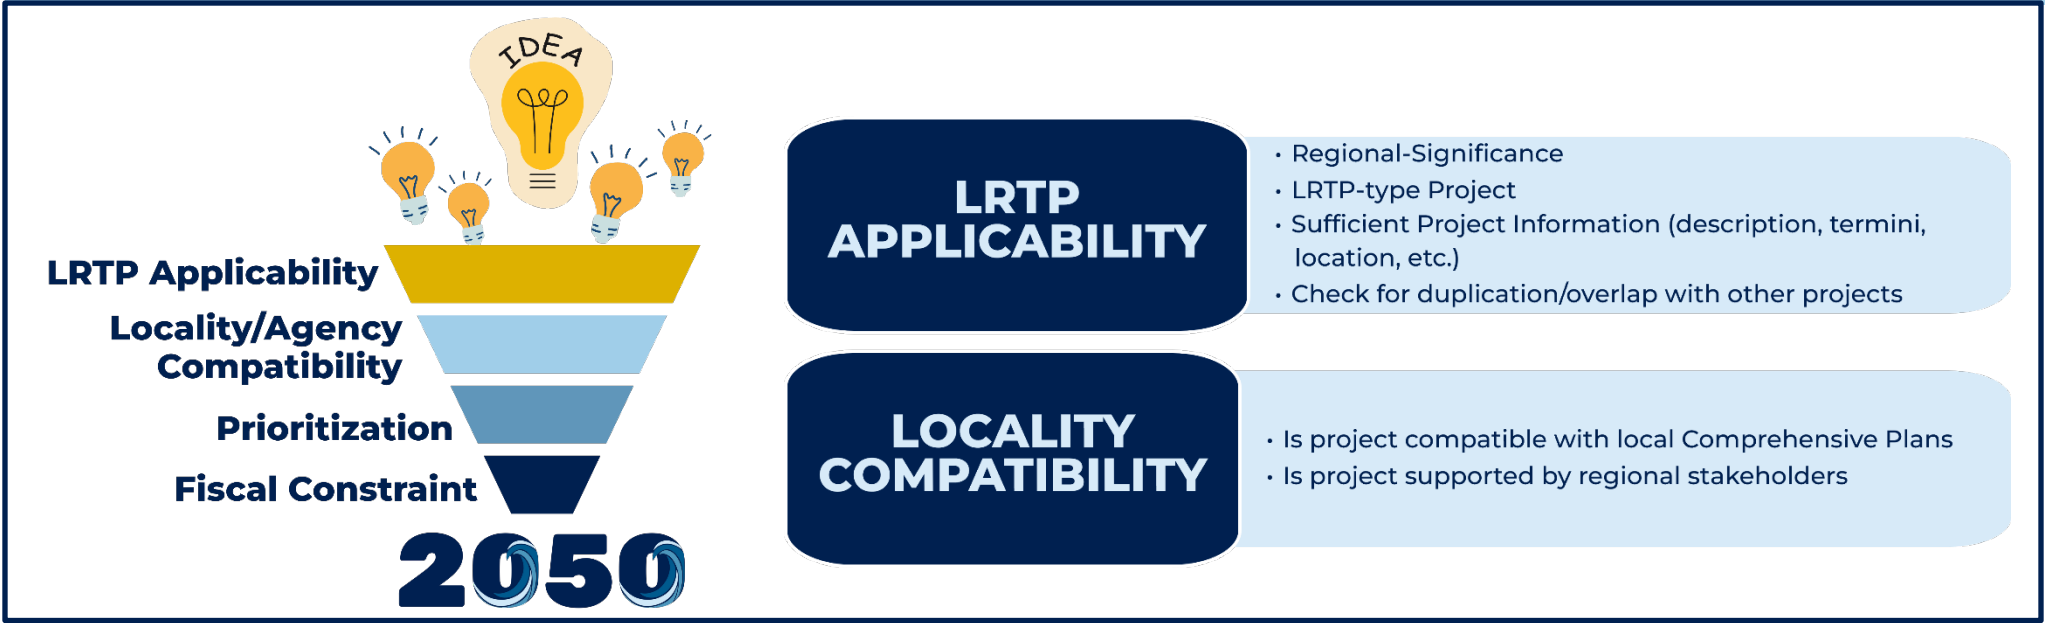 IDEA
LRTP Applicability
Locality/Agency
Compatibility
Prioritization
Fiscal Constraint
2050
LRTP
APPLICABILITY
• Regional-Significance
• LRTP-type Project
• Sufficient Project Information (description, termini,
location, etc.)
• Check for duplication/overlap with other projects
LOCALITY
COMPATIBILITY
• Is project compatible with local Comprehensive Plans
• Is project supported by regional stakeholders